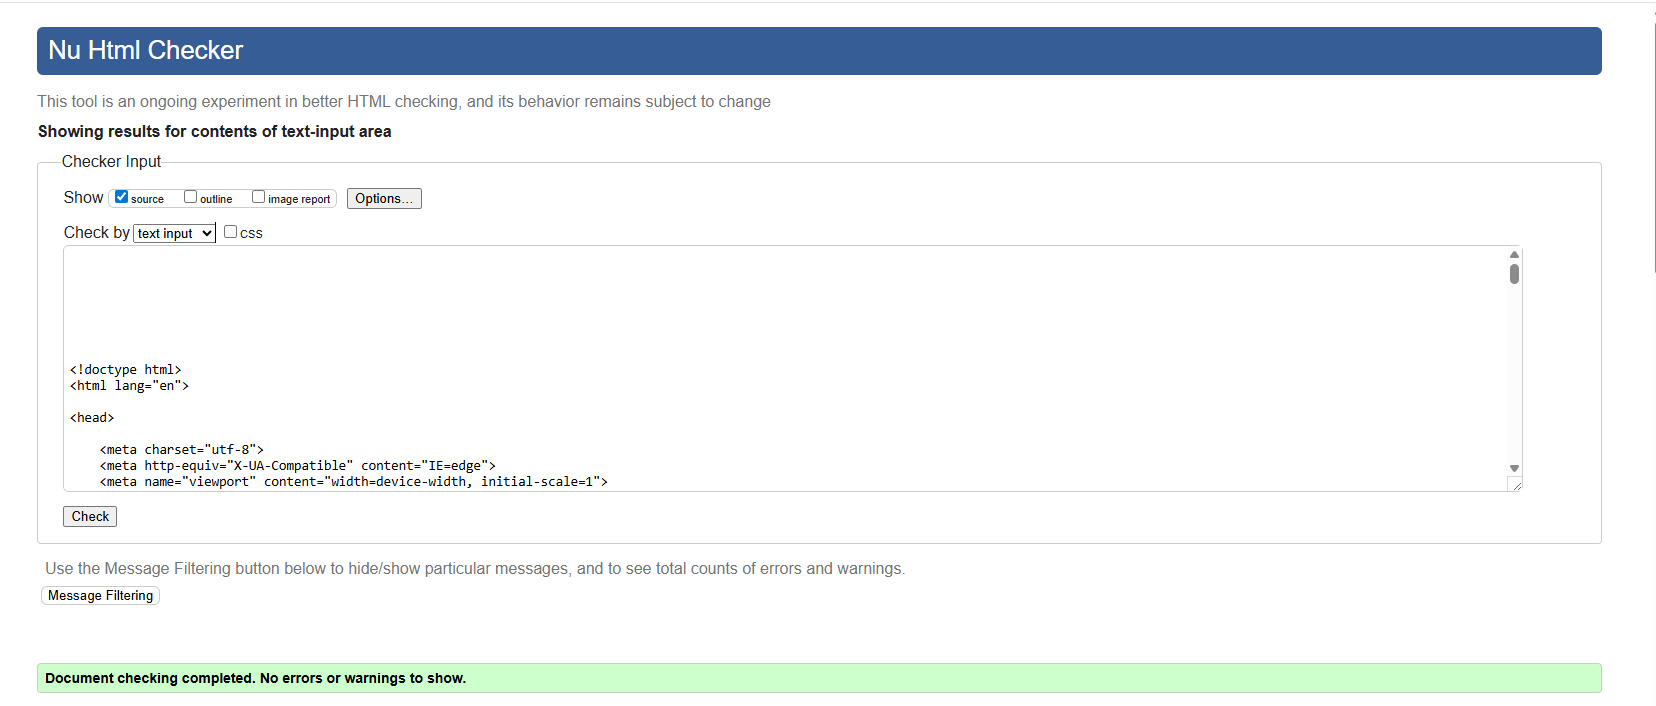 Nu Html Checker
This tool is an ongoing experiment in better HTML checking, and its behavior remains subject to change
Showing results for contents of text-input area
Checker Input
Show source outline image report Options...
Check by text input css
<!doctype html>
<html lang="en">
<head>
<meta charset="utf-8">
<meta http-equiv="X-UA-Compatible" content="IE=edge">
<meta name="viewport" content="width=device-width, initial-scale=1">
Check
Use the Message Filtering button below to hide/show particular messages, and to see total counts of errors and warnings.
Message Filtering
Document checking completed. No errors or warnings to show.